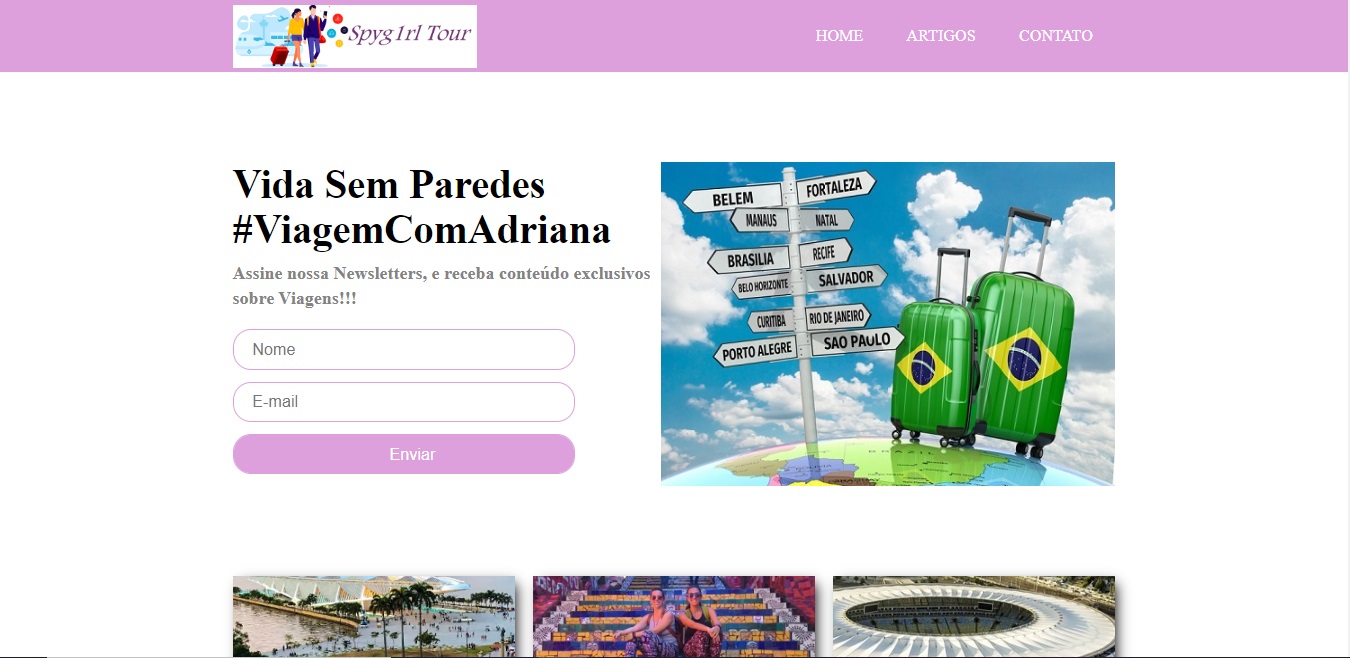 Spyg1rl Tour
HOME
ARTIGOS
CONTATO
Vida Sem Paredes
#ViagemComAdriana
Assine nossa Newsletters, e receba conteúdo exclusivos
sobre Viagens!!!
Nome
E-mail
Enviar
BELEM
FORTALEZA
MANAUS
NATAL
BRASILIA
RECIFE
BELO HORIZONTE
SALVADOR
CURITIBA
RIO DE JANEIRO
PORTO ALEGRE
SAO PAULO